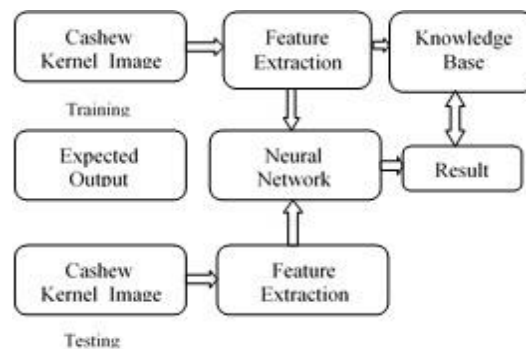 Cashew
Kernel Image
Feature
Extraction
Knowledge
Base
Training
Expected
Output
Neural
Network
Result
Cashew
Kernel Image
Feature
Extraction
Testing